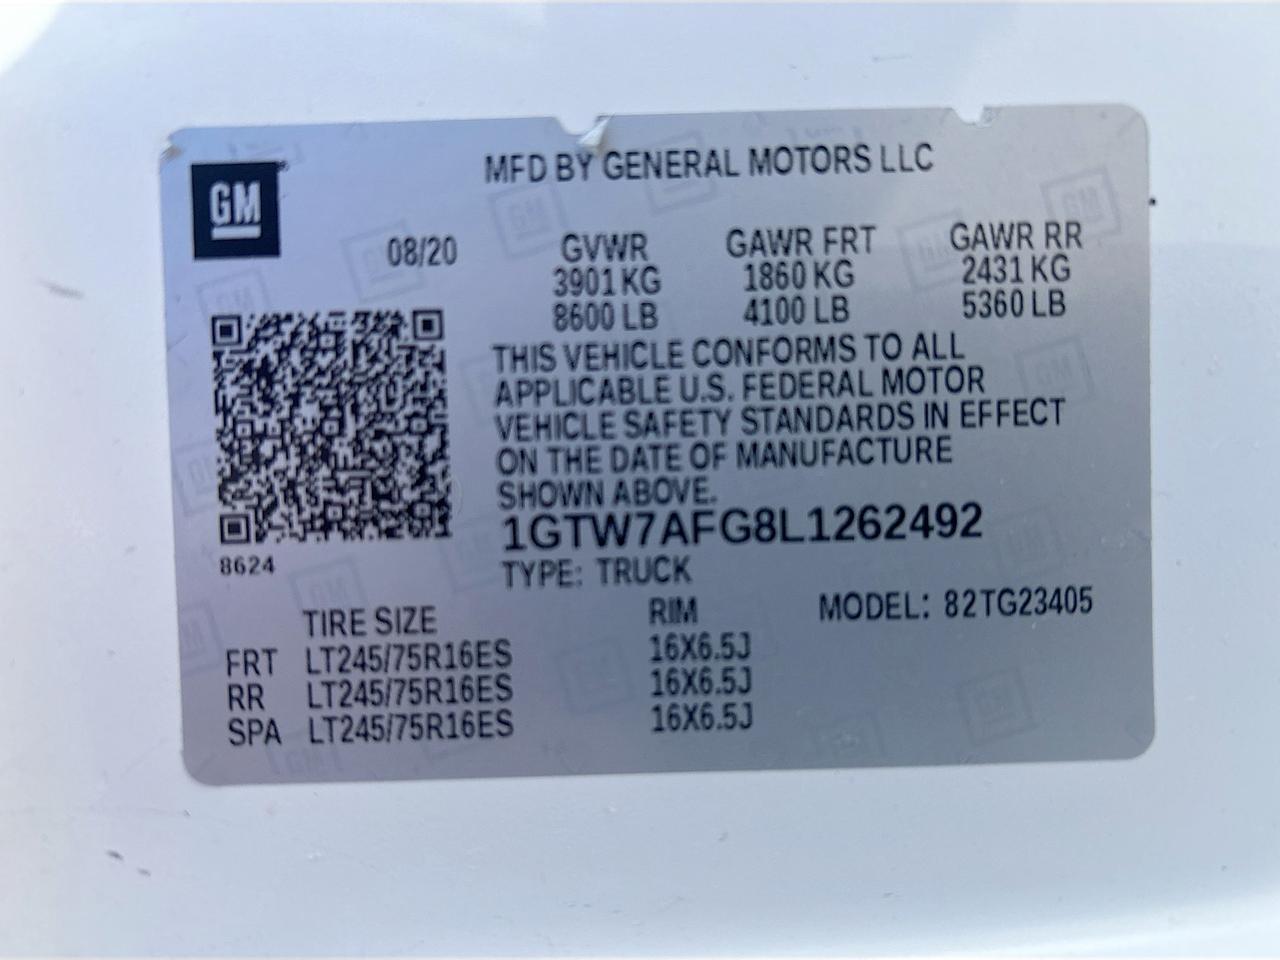 GM
MFD BY GENERAL MOTORS LLC
08/20
GVWR GAWR FRT GAWR RR
3901 KG 1860 KG 2431 KG
8600 LB 4100 LB 5360 LB
THIS VEHICLE CONFORMS TO ALL
APPLICABLE U.S. FEDERAL MOTOR
VEHICLE SAFETY STANDARDS IN EFFECT
ON THE DATE OF MANUFACTURE
SHOWN ABOVE.
1GTW7AFG8L1262492
8624
TYPE: TRUCK
MODEL: 82TG23405
TIRE SIZE RIM
FRT LT245/75R16ES 16X6.5J
RR LT245/75R16ES 16X6.5J
SPA LT245/75R16ES 16X6.5J